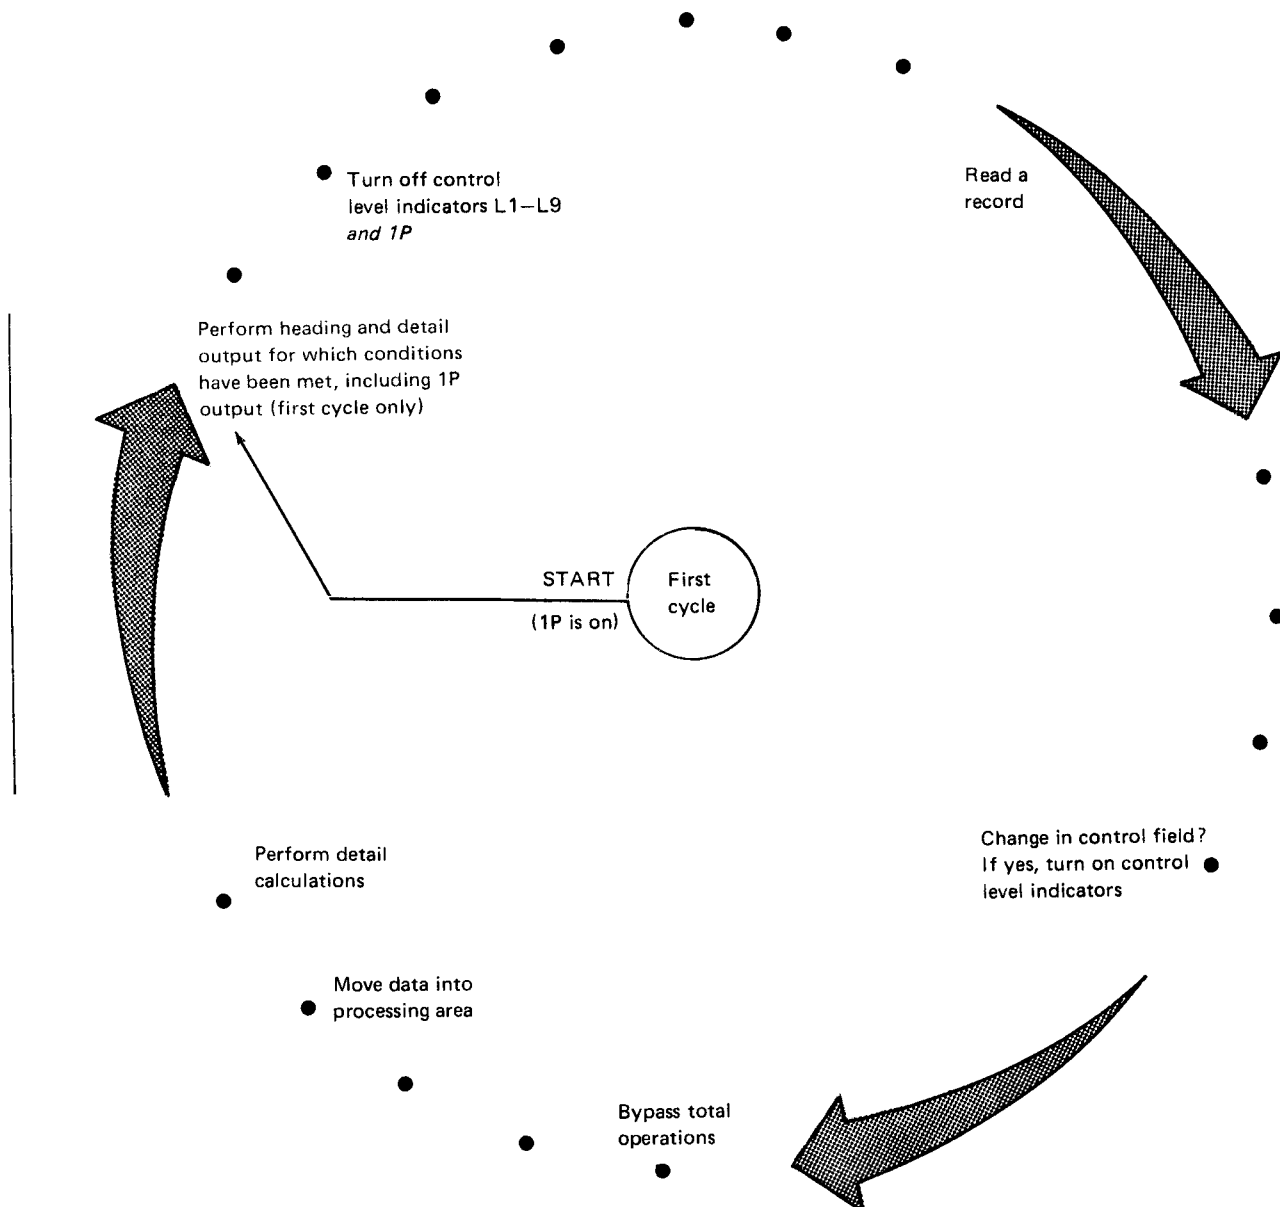 Turn off control
level indicators L1—L9
and 1P
Read a
record
Perform heading and detail
output for which conditions
have been met, including 1P
output (first cycle only)
START
(1P is on)
First
cycle
Change in control field?
If yes, turn on control
level indicators
Perform detail
calculations
Move data into
processing area
Bypass total
operations